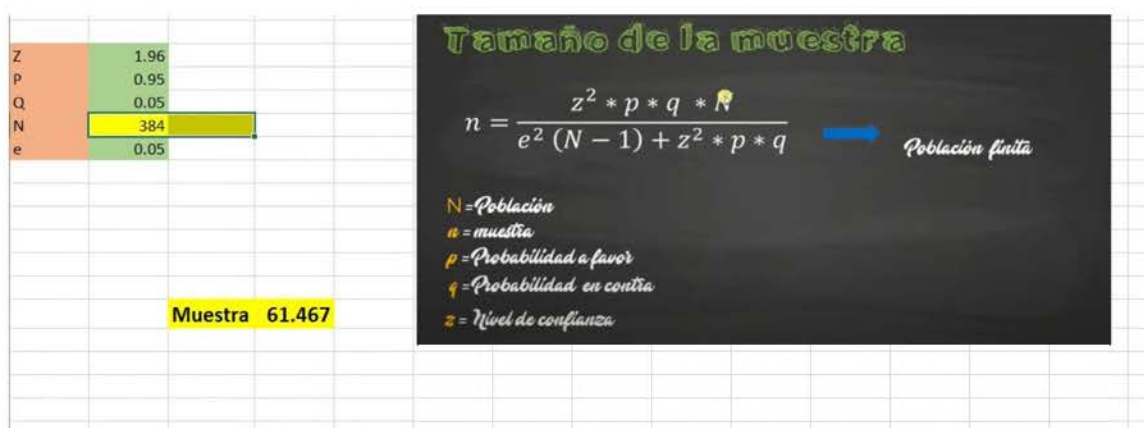 Z 1.96
P 0.95
Q 0.05
N 384
e 0.05
Muestra 61.467
Tamaño de la muestra
n = z² * p * q * N / e² (N − 1) + z² * p * q
Población finita
N = Población
n = muestra
p = Probabilidad a favor
q = Probabilidad en contra
z = Nivel de confianza